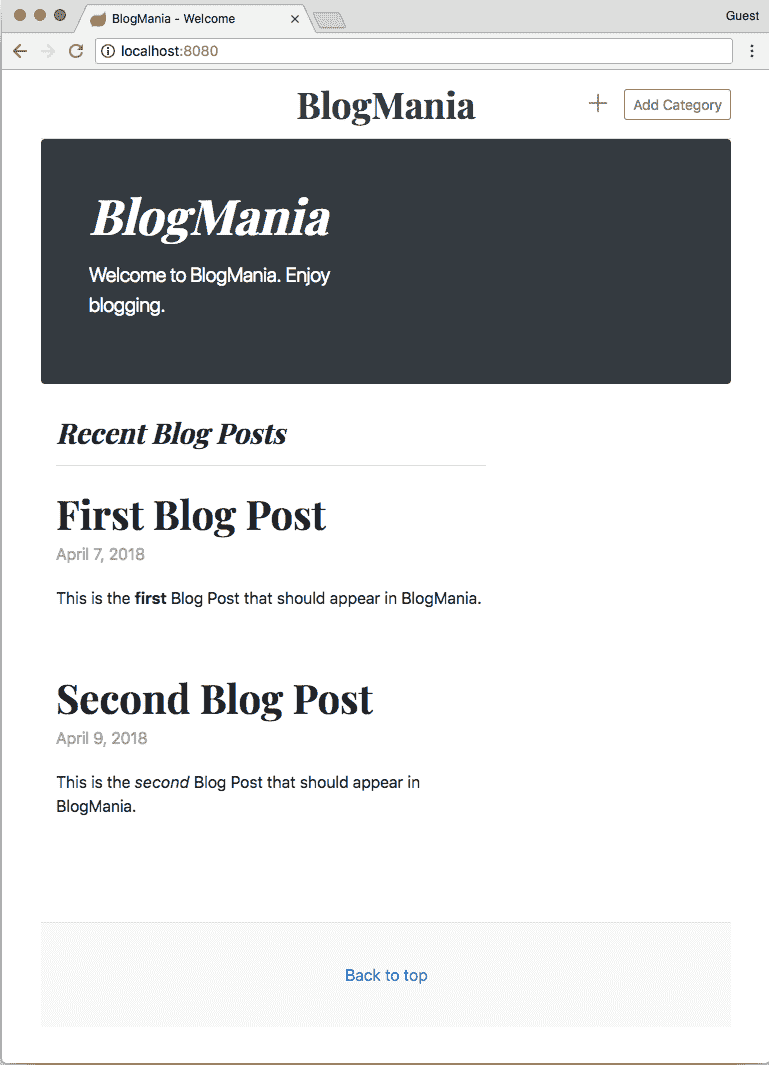 BlogMania - Welcome
Guest
localhost:8080
BlogMania
Add Category
BlogMania
Welcome to BlogMania. Enjoy
blogging.
Recent Blog Posts
First Blog Post
April 7, 2018
This is the first Blog Post that should appear in BlogMania.
Second Blog Post
April 9, 2018
This is the second Blog Post that should appear in
BlogMania.
Back to top